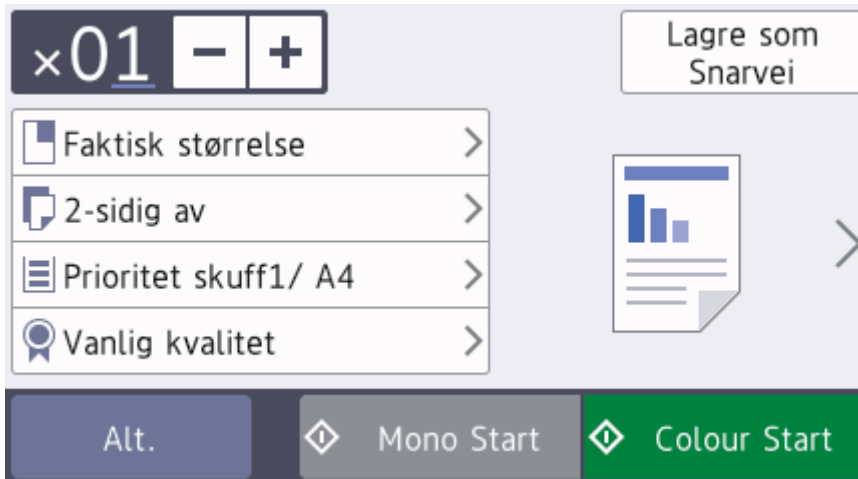 ×01 − +
Lagre som
Snarvei
Faktisk størrelse
2-sidig av
Prioritet skuff1/ A4
Vanlig kvalitet
Alt.
Mono Start
Colour Start